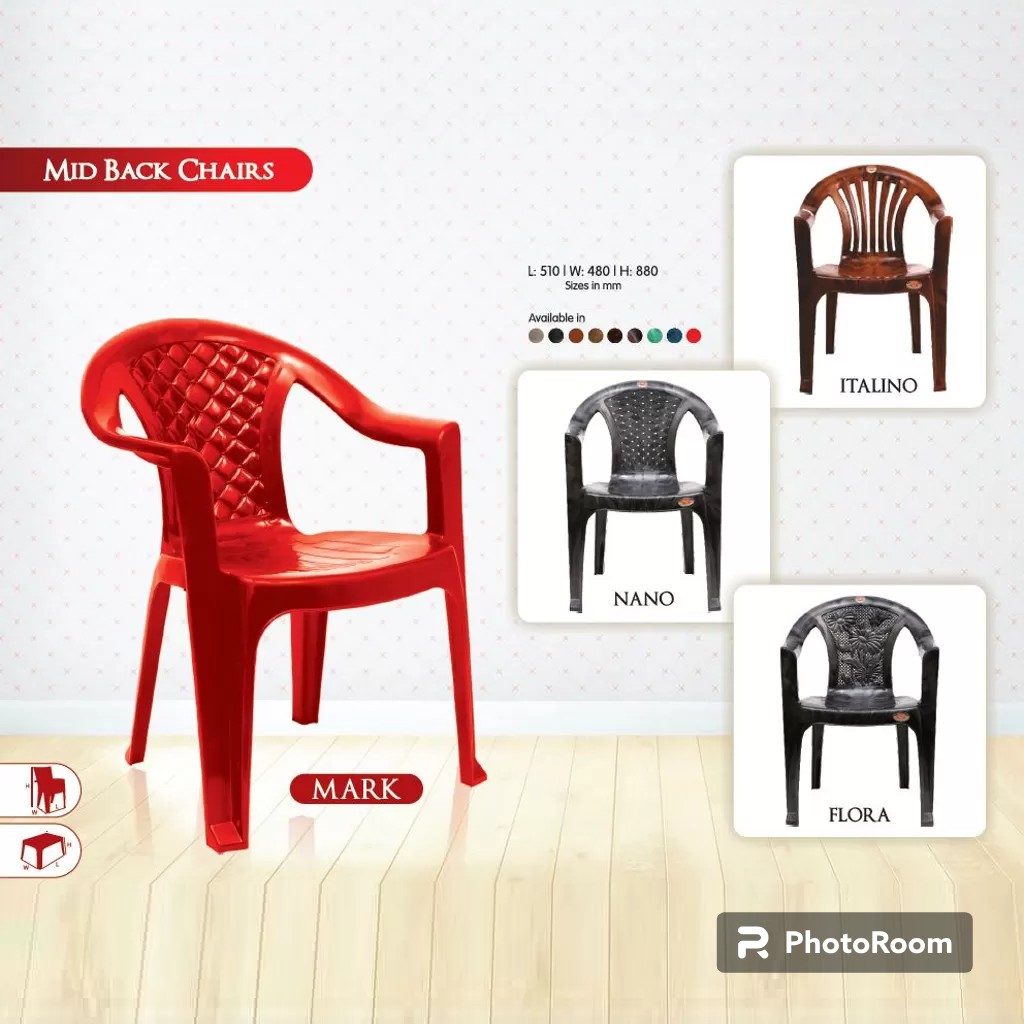 MID BACK CHAIRS
L: 510 | W: 480 | H: 880
Sizes in mm
Available in
ITALINO
NANO
MARK
FLORA
H
W
L
H
W
L
PhotoRoom